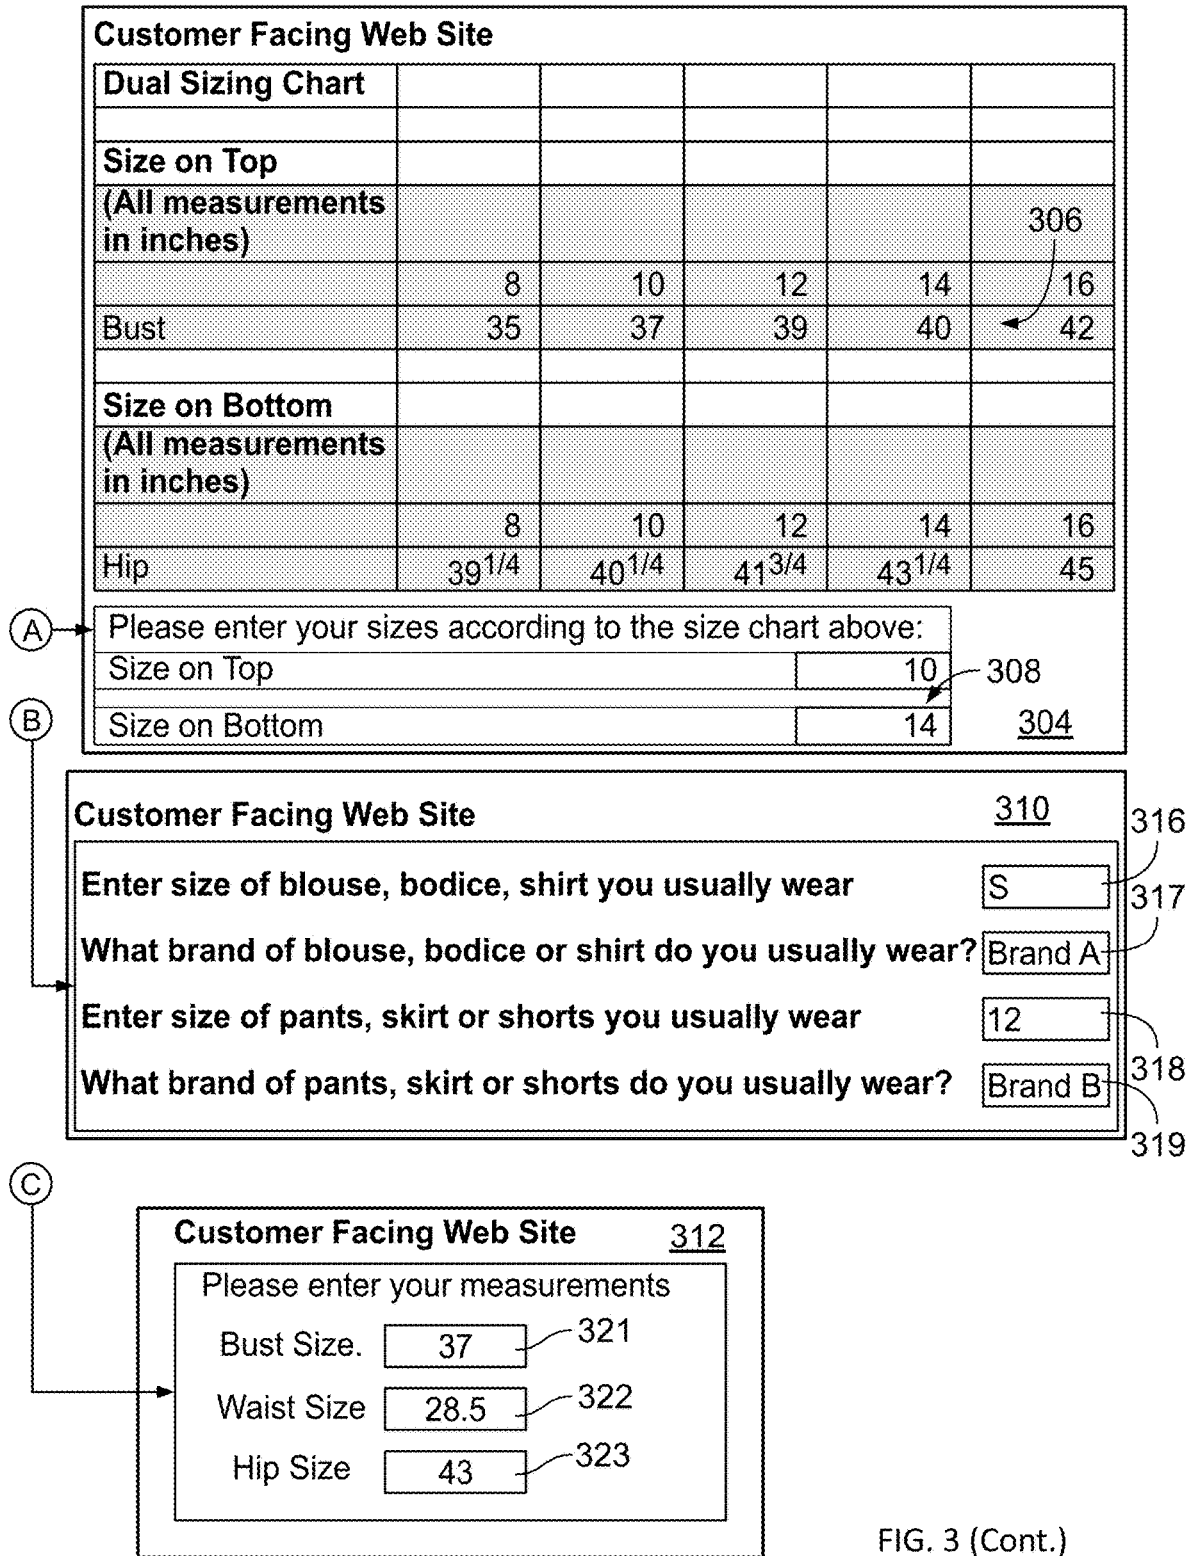 Customer Facing Web Site
Dual Sizing Chart
Size on Top
(All measurements
in inches)
306
8 10 12 14 16
Bust 35 37 39 40 42
Size on Bottom
(All measurements
in inches)
8 10 12 14 16
Hip 39 1/4 40 1/4 41 3/4 43 1/4 45
A
Please enter your sizes according to the size chart above:
Size on Top 10
308
B
Size on Bottom 14
304
Customer Facing Web Site 310
316
Enter size of blouse, bodice, shirt you usually wear S
317
What brand of blouse, bodice or shirt do you usually wear? Brand A
Enter size of pants, skirt or shorts you usually wear 12
318
What brand of pants, skirt or shorts do you usually wear? Brand B
319
C
Customer Facing Web Site 312
Please enter your measurements
Bust Size. 37 321
Waist Size 28.5 322
Hip Size 43 323
FIG. 3 (Cont.)